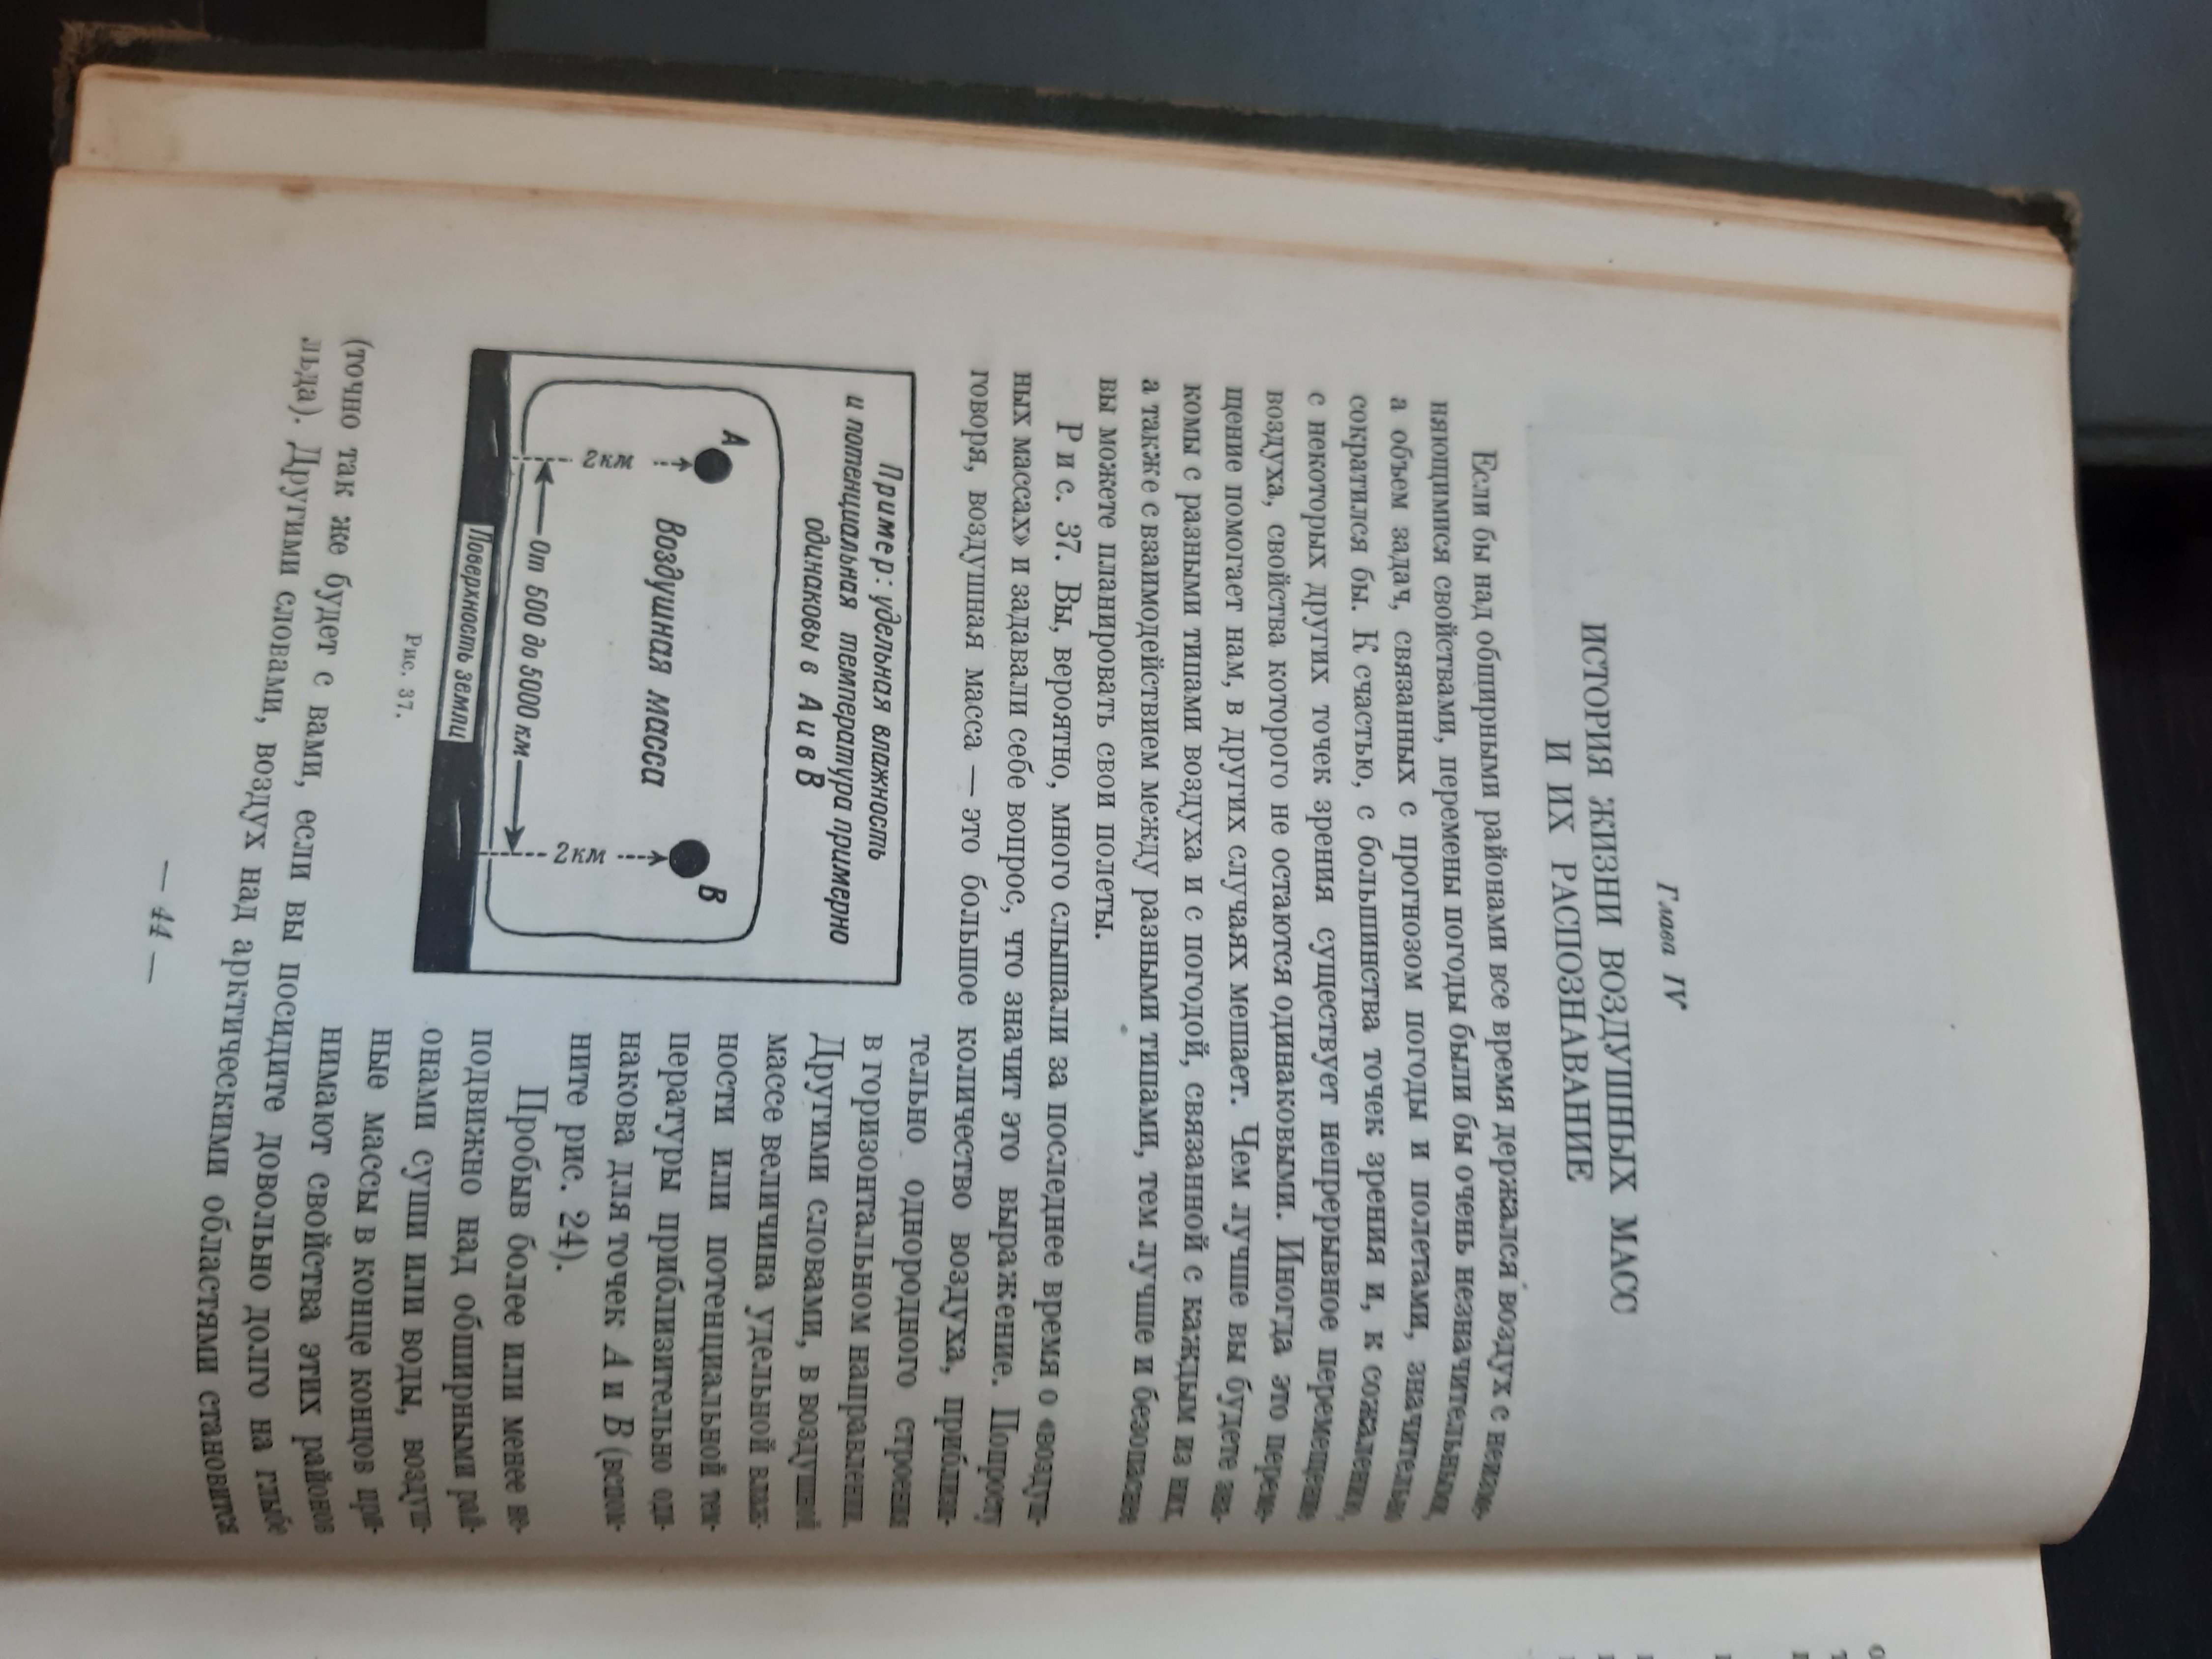 Глава IV
ИСТОРИЯ ЖИЗНИ ВОЗДУШНЫХ МАСС
И ИХ РАСПОЗНАВАНИЕ
Если бы над обширными районами все время держался воздух с неизме-
няющимися свойствами, перемены погоды были бы очень незначительными,
а объем задач, связанных с прогнозом погоды и полетами, значительно
сократился бы. К счастью, с большинства точек зрения и, к сожалению,
с некоторых других точек зрения существует непрерывное перемещение
воздуха, свойства которого не остаются одинаковыми. Иногда это переме-
щение помогает нам, в других случаях мешает. Чем лучше вы будете зна-
комы с разными типами воздуха и с погодой, связанной с каждым из них,
а также с взаимодействием между разными типами, тем лучше и безопаснее
вы можете планировать свои полеты.
Рис. 37. Вы, вероятно, много слышали за последнее время о «воздуш-
ных массах» и задавали себе вопрос, что значит это выражение. Попросту
говоря, воздушная масса — это большое количество воздуха, приблизи-
тельно однородного строения
в горизонтальном направлении.
Другими словами, в воздушной
массе величина удельной влаж-
ности или потенциальной тем-
пературы приблизительно оди-
накова для точек А и В (вспом-
ните рис. 24).
Пробыв более или менее не-
подвижно над обширными рай-
онами суши или воды, воздуш-
ные массы в конце концов при-
нимают свойства этих районов
Пример: удельная влажность
и потенциальная температура примерно
одинаковы в А и В
А
В
2 км
Воздушная масса
2 км
От 500 до 5000 км
Поверхность земли
Рис. 37.
(точно так же будет с вами, если вы посидите довольно долго на глыбе
льда). Другими словами, воздух над арктическими областями становится
— 44 —